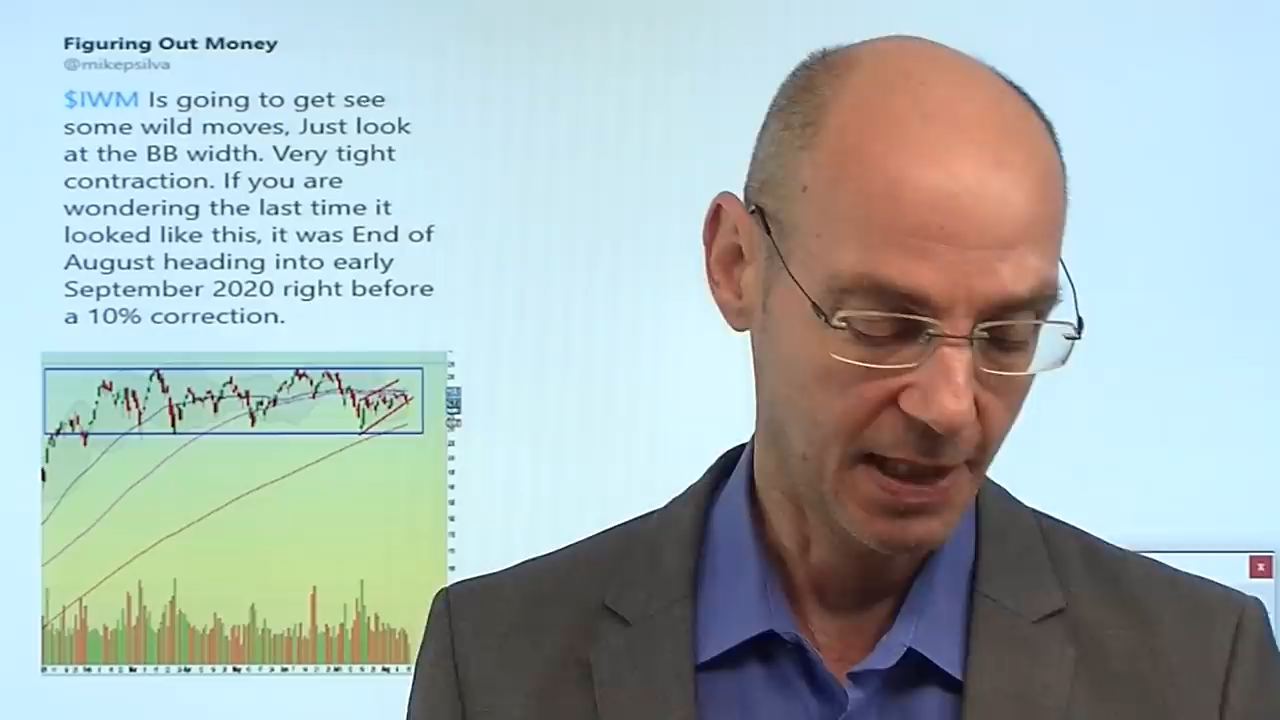 Figuring Out Money
@mikepsilva
$IWM Is going to get see
some wild moves, Just look
at the BB width. Very tight
contraction. If you are
wondering the last time it
looked like this, it was End of
August heading into early
September 2020 right before
a 10% correction.
x